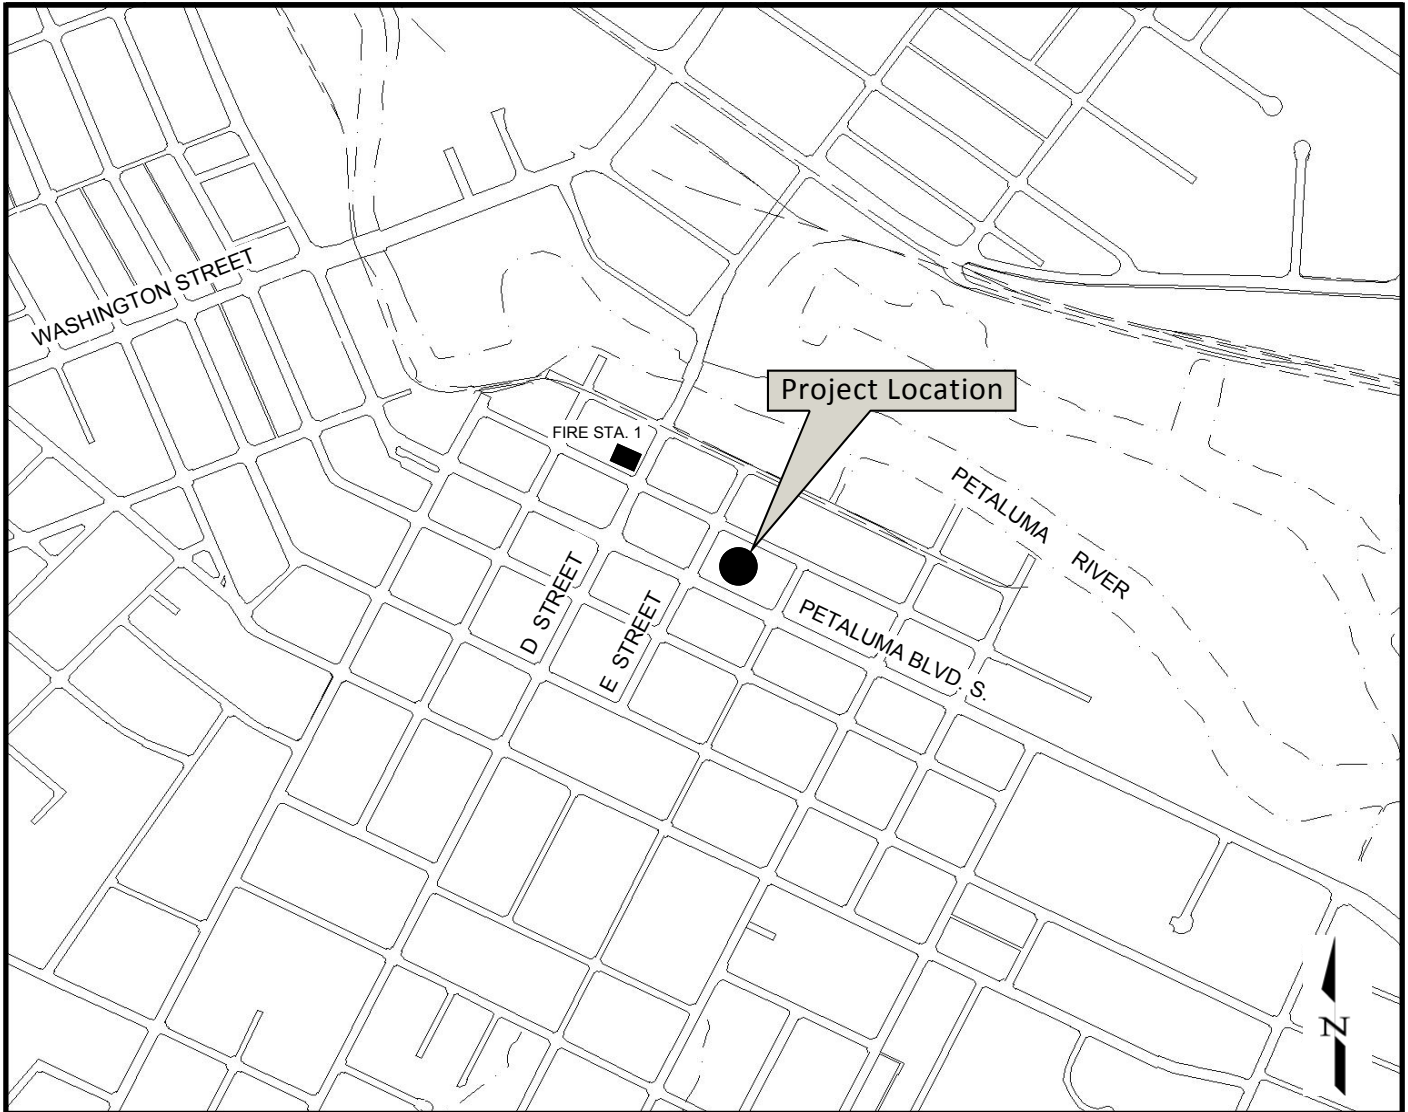 WASHINGTON STREET
Project Location
FIRE STA. 1
PETALUMA RIVER
D STREET
E STREET
PETALUMA BLVD. S.
N